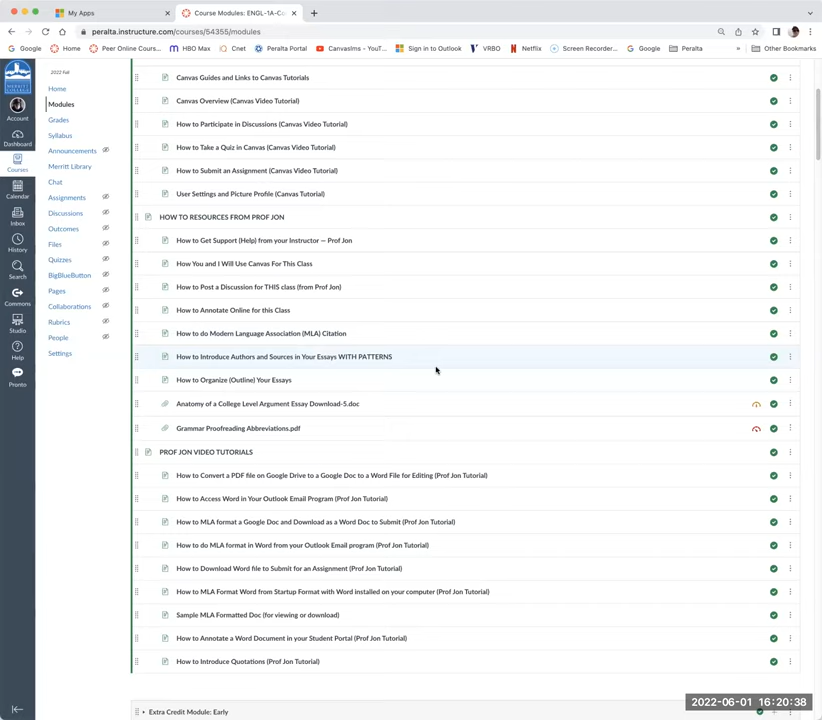 My Apps
Course Modules: ENGL-1A-C
peralta.instructure.com/courses/54355/modules
Google
Home
Peer Online Cours...
HBO Max
Cnet
Peralta Portal
CanvasIms - YouT...
Sign in to Outlook
VRBO
Netflix
Screen Recorder...
Google
Peralta
»
Other Bookmarks
2022 Fall
Home
Modules
Grades
Syllabus
Announcements
Merritt Library
Chat
Assignments
Discussions
Outcomes
Files
Quizzes
BigBlueButton
Pages
Collaborations
Rubrics
People
Settings
Account
Dashboard
Courses
Calendar
Inbox
History
Search
Commons
Studio
Help
Pronto
Canvas Guides and Links to Canvas Tutorials
Canvas Overview (Canvas Video Tutorial)
How to Participate in Discussions (Canvas Video Tutorial)
How to Take a Quiz in Canvas (Canvas Video Tutorial)
How to Submit an Assignment (Canvas Video Tutorial)
User Settings and Picture Profile (Canvas Tutorial)
HOW TO RESOURCES FROM PROF JON
How to Get Support (Help) from your Instructor — Prof Jon
How You and I Will Use Canvas For This Class
How to Post a Discussion for THIS class (from Prof Jon)
How to Annotate Online for this Class
How to do Modern Language Association (MLA) Citation
How to Introduce Authors and Sources in Your Essays WITH PATTERNS
How to Organize (Outline) Your Essays
Anatomy of a College Level Argument Essay Download-5.doc
Grammar Proofreading Abbreviations.pdf
PROF JON VIDEO TUTORIALS
How to Convert a PDF file on Google Drive to a Google Doc to a Word File for Editing (Prof Jon Tutorial)
How to Access Word in Your Outlook Email Program (Prof Jon Tutorial)
How to MLA format a Google Doc and Download as a Word Doc to Submit (Prof Jon Tutorial)
How to do MLA format in Word from your Outlook Email program (Prof Jon Tutorial)
How to Download Word file to Submit for an Assignment (Prof Jon Tutorial)
How to MLA Format Word from Startup Format with Word installed on your computer (Prof Jon Tutorial)
Sample MLA Formatted Doc (for viewing or download)
How to Annotate a Word Document in your Student Portal (Prof Jon Tutorial)
How to Introduce Quotations (Prof Jon Tutorial)
Extra Credit Module: Early
2022-06-01 16:20:38